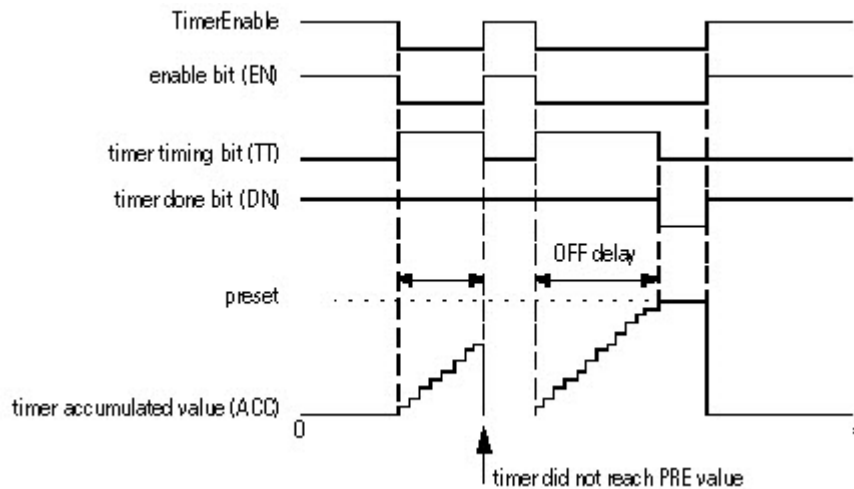 TimerEnable
enable bit (EN)
timer timing bit (TT)
timer done bit (DN)
OFF delay
preset
timer accumulated value (ACC)
0
timer did not reach PRE value